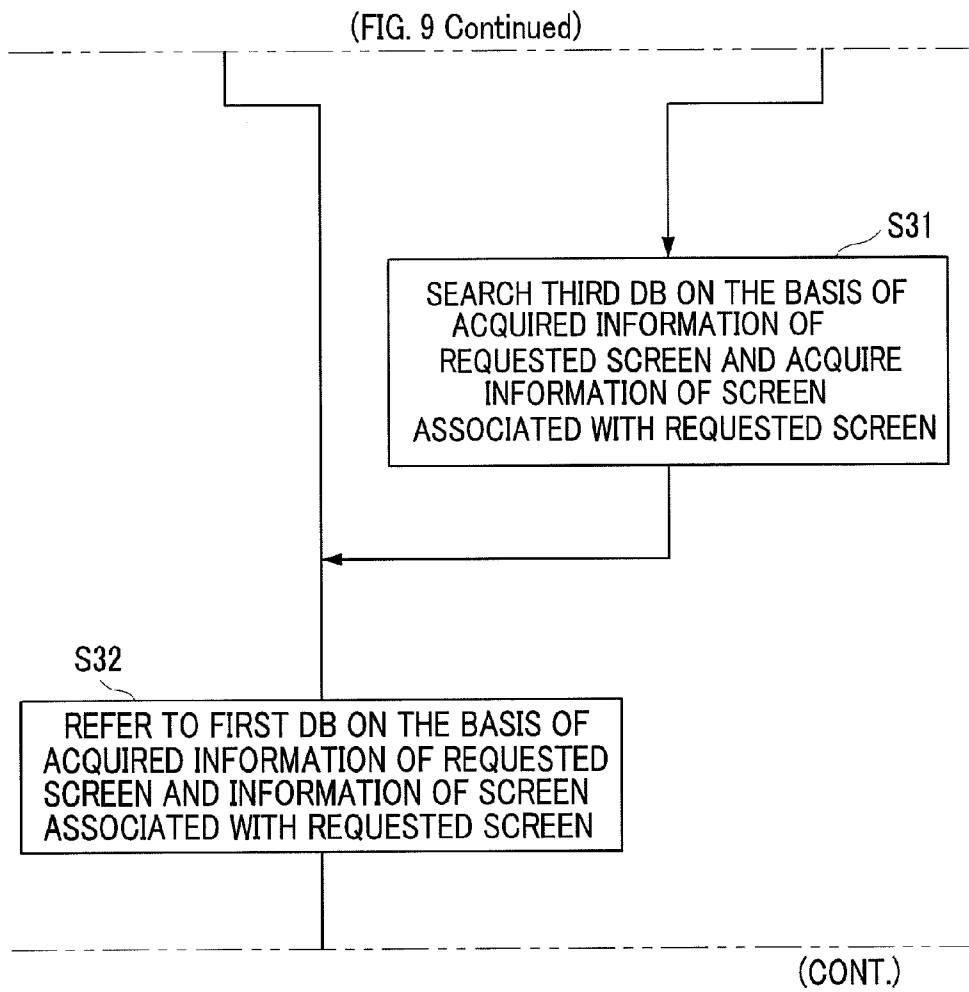 (FIG. 9 Continued)
S31
SEARCH THIRD DB ON THE BASIS OF
ACQUIRED INFORMATION OF
REQUESTED SCREEN AND ACQUIRE
INFORMATION OF SCREEN
ASSOCIATED WITH REQUESTED SCREEN
S32
REFER TO FIRST DB ON THE BASIS OF
ACQUIRED INFORMATION OF REQUESTED
SCREEN AND INFORMATION OF SCREEN
ASSOCIATED WITH REQUESTED SCREEN
(CONT.)